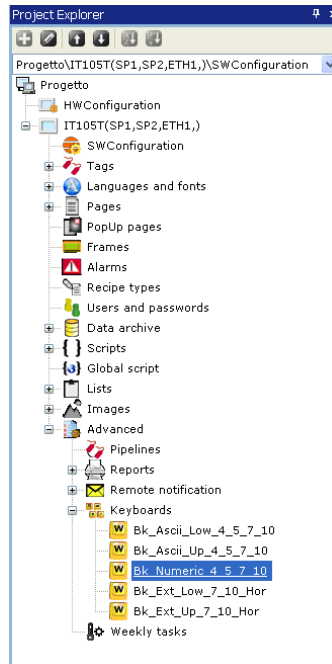 Project Explorer
Progetto\IT105T(SP1,SP2,ETH1,)\SWConfiguration
Progetto
HWConfiguration
IT105T(SP1,SP2,ETH1,)
SWConfiguration
Tags
Languages and fonts
Pages
PopUp pages
Frames
Alarms
Recipe types
Users and passwords
Data archive
Scripts
Global script
Lists
Images
Advanced
Pipelines
Reports
Remote notification
Keyboards
Bk_Ascii_Low_4_5_7_10
Bk_Ascii_Up_4_5_7_10
Bk_Numeric_4_5_7_10
Bk_Ext_Low_7_10_Hor
Bk_Ext_Up_7_10_Hor
Weekly tasks